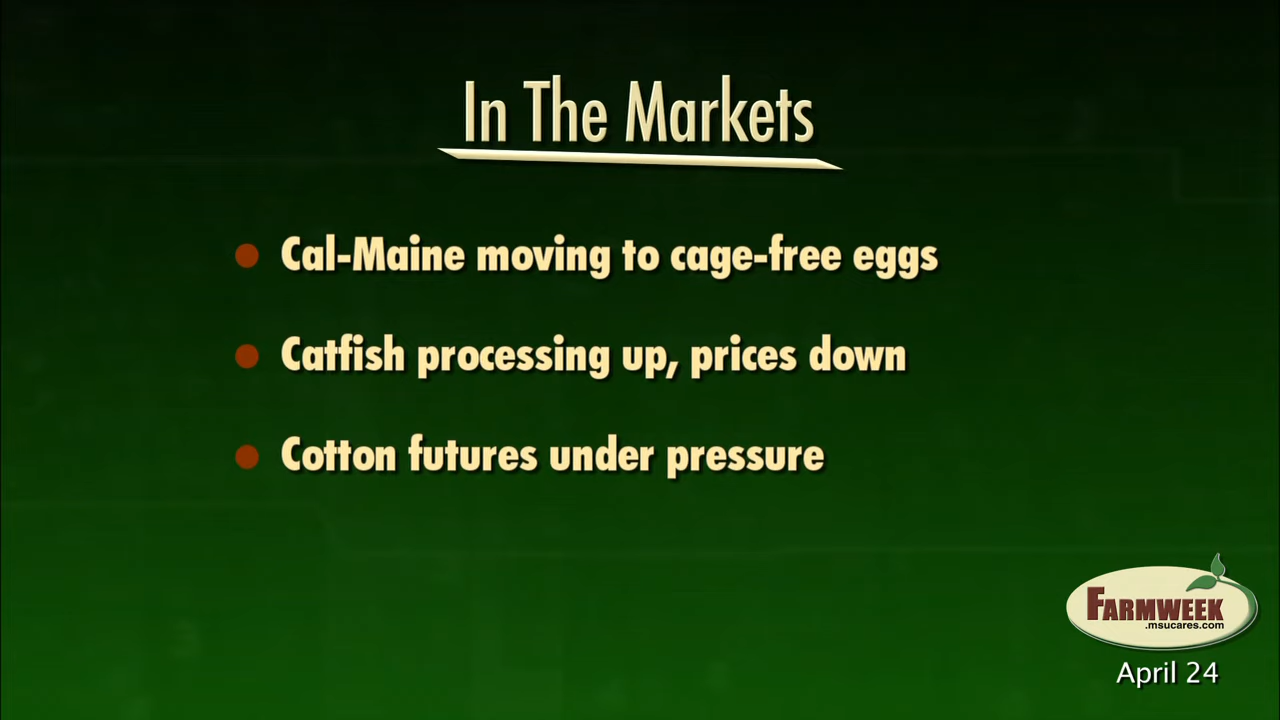 In The Markets
Cal-Maine moving to cage-free eggs
Catfish processing up, prices down
Cotton futures under pressure
FARMWEEK
.msucares.com
April 24